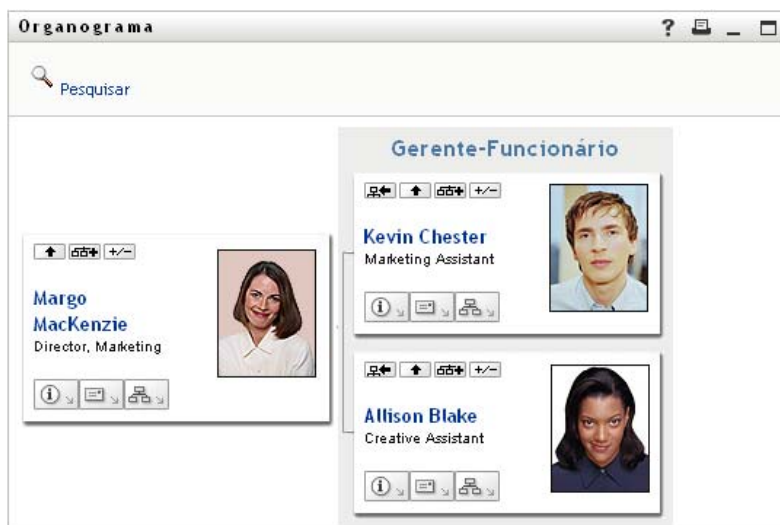 Organograma
Pesquisar
Gerente-Funcionário
Margo
MacKenzie
Director, Marketing
Kevin Chester
Marketing Assistant
Allison Blake
Creative Assistant